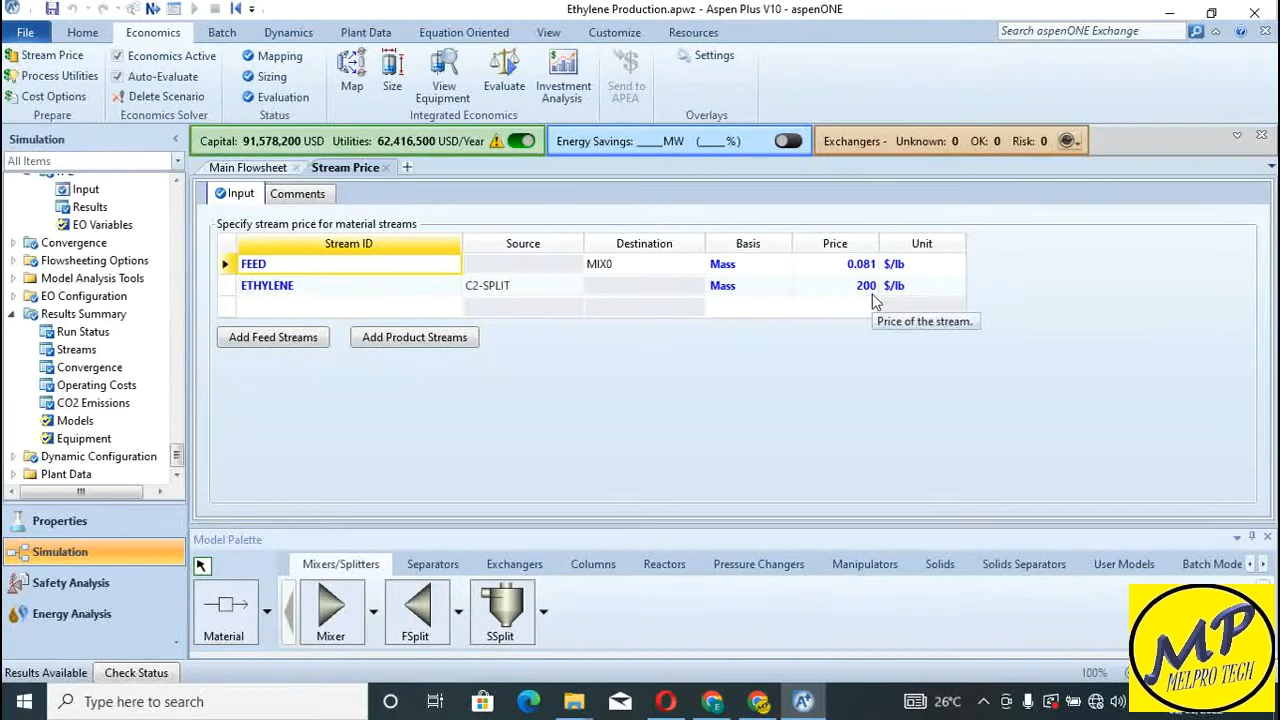 Ethylene Production.apwz - Aspen Plus V10 - aspenONE
File Home Economics Batch Dynamics Plant Data Equation Oriented View Customize Resources Search aspenONE Exchange
Stream Price
Process Utilities
Cost Options
Prepare
Economics Active
Auto-Evaluate
Delete Scenario
Economics Solver
Mapping
Sizing
Evaluation
Status
Map
Size
View Equipment
Evaluate
Investment Analysis
Integrated Economics
Send to APEA
Settings
Overlays
Simulation
Capital: 91,578,200 USD Utilities: 62,416,500 USD/Year
Energy Savings: ____ MW (____%)
Exchangers - Unknown: 0 OK: 0 Risk: 0
All Items
Main Flowsheet Stream Price
Input Comments
Input
Results
EO Variables
Convergence
Flowsheeting Options
Model Analysis Tools
EO Configuration
Results Summary
Run Status
Streams
Convergence
Operating Costs
CO2 Emissions
Models
Equipment
Dynamic Configuration
Plant Data
Specify stream price for material streams
Stream ID Source Destination Basis Price Unit
FEED MIX0 Mass 0.081 $/lb
ETHYLENE C2-SPLIT Mass 200 $/lb
Price of the stream.
Add Feed Streams Add Product Streams
Properties
Simulation
Safety Analysis
Energy Analysis
Model Palette
Mixers/Splitters Separators Exchangers Columns Reactors Pressure Changers Manipulators Solids Solids Separators User Models Batch Mode
Material Mixer FSplit SSplit
Results Available Check Status
100%
Type here to search
26°C
MP
MELPRO TECH